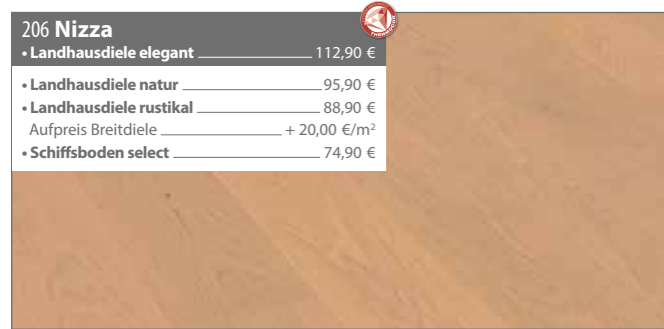 206 Nizza
• Landhausdiele elegant 112,90 €
• Landhausdiele natur 95,90 €
• Landhausdiele rustikal 88,90 €
Aufpreis Breitdiele + 20,00 €/m²
• Schiffsboden select 74,90 €
THERMODOR